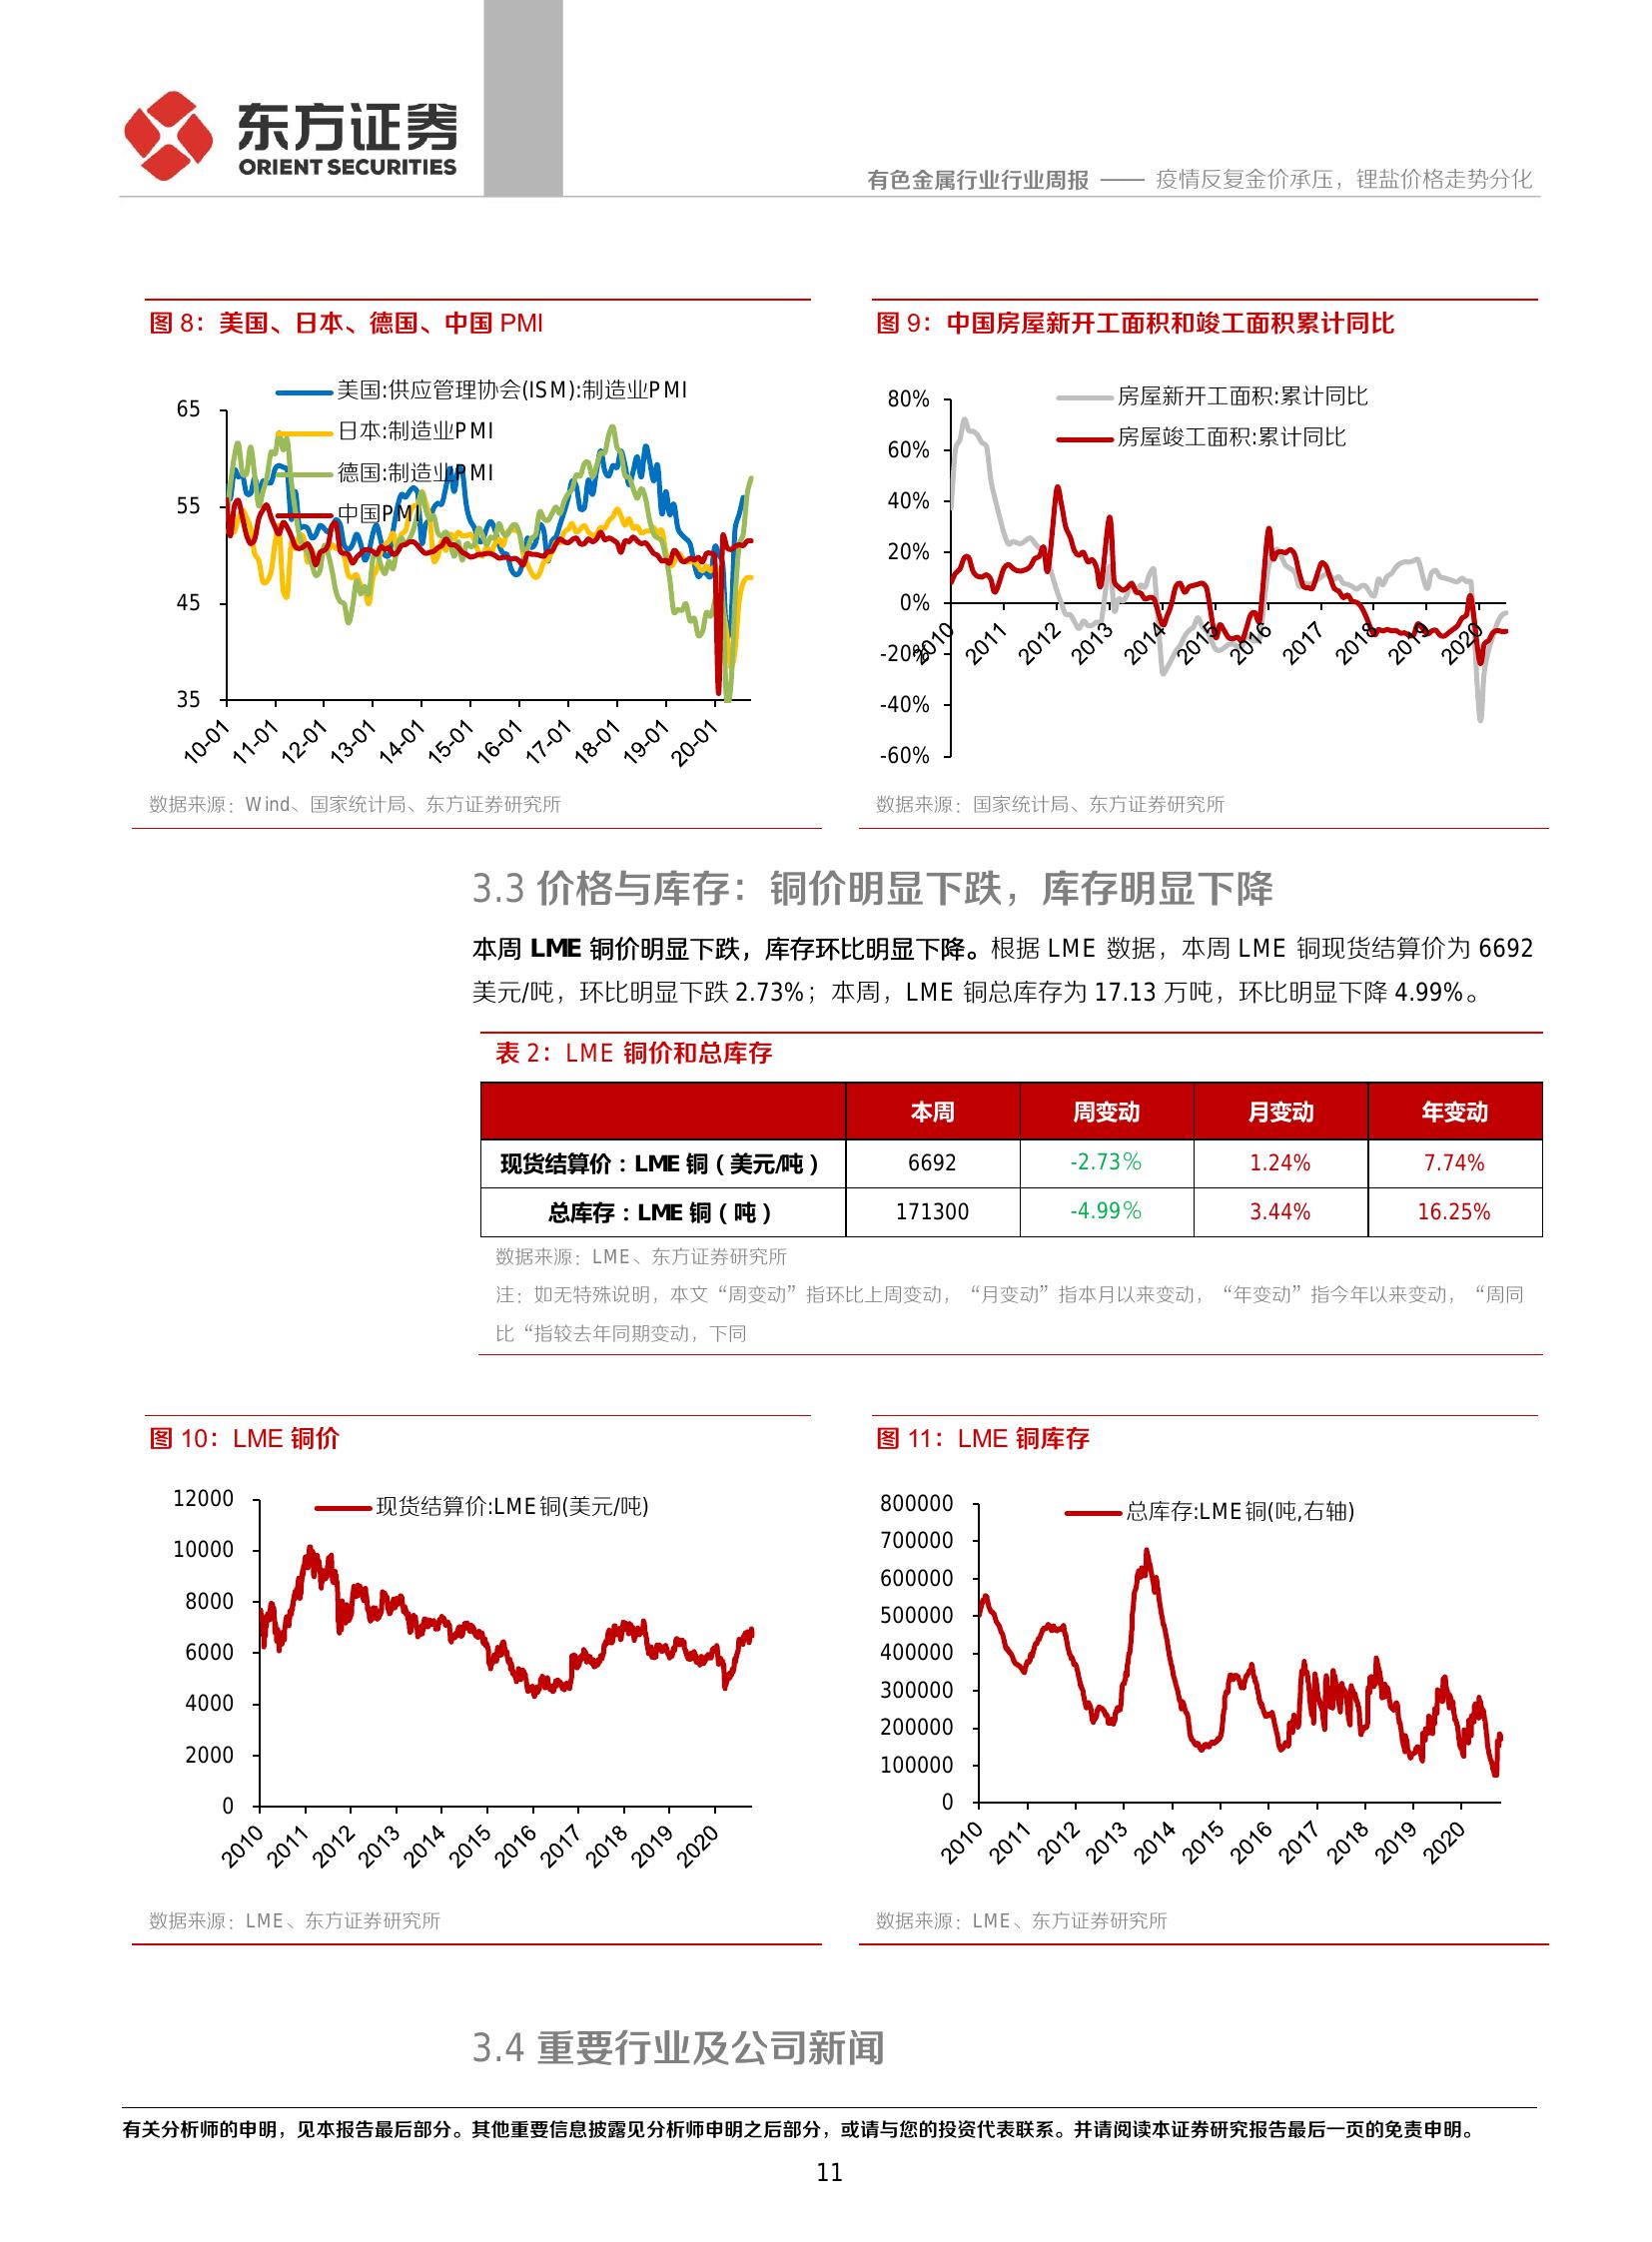 东方证券
ORIENT SECURITIES
有色金属行业行业周报 —— 疫情反复金价承压，锂盐价格走势分化
图 8：美国、日本、德国、中国 PMI
美国:供应管理协会(ISM):制造业PMI
日本:制造业PMI
德国:制造业PMI
中国PMI
65
55
45
35
10-01 11-01 12-01 13-01 14-01 15-01 16-01 17-01 18-01 19-01 20-01
数据来源：Wind、国家统计局、东方证券研究所
图 9：中国房屋新开工面积和竣工面积累计同比
房屋新开工面积:累计同比
房屋竣工面积:累计同比
80%
60%
40%
20%
0%
-20%
-40%
-60%
2010 2011 2012 2013 2014 2015 2016 2017 2018 2019 2020
数据来源：国家统计局、东方证券研究所
3.3 价格与库存：铜价明显下跌，库存明显下降
本周 LME 铜价明显下跌，库存环比明显下降。根据 LME 数据，本周 LME 铜现货结算价为 6692
美元/吨，环比明显下跌 2.73%；本周，LME 铜总库存为 17.13 万吨，环比明显下降 4.99%。
表 2：LME 铜价和总库存
本周 周变动 月变动 年变动
现货结算价：LME 铜（美元/吨） 6692 -2.73% 1.24% 7.74%
总库存：LME 铜（吨） 171300 -4.99% 3.44% 16.25%
数据来源：LME、东方证券研究所
注：如无特殊说明，本文“周变动”指环比上周变动，“月变动”指本月以来变动，“年变动”指今年以来变动，“周同
比“指较去年同期变动，下同
图 10：LME 铜价
现货结算价:LME铜(美元/吨)
12000
10000
8000
6000
4000
2000
0
2010 2011 2012 2013 2014 2015 2016 2017 2018 2019 2020
数据来源：LME、东方证券研究所
图 11：LME 铜库存
总库存:LME铜(吨,右轴)
800000
700000
600000
500000
400000
300000
200000
100000
0
2010 2011 2012 2013 2014 2015 2016 2017 2018 2019 2020
数据来源：LME、东方证券研究所
3.4 重要行业及公司新闻
有关分析师的申明，见本报告最后部分。其他重要信息披露见分析师申明之后部分，或请与您的投资代表联系。并请阅读本证券研究报告最后一页的免责申明。
11